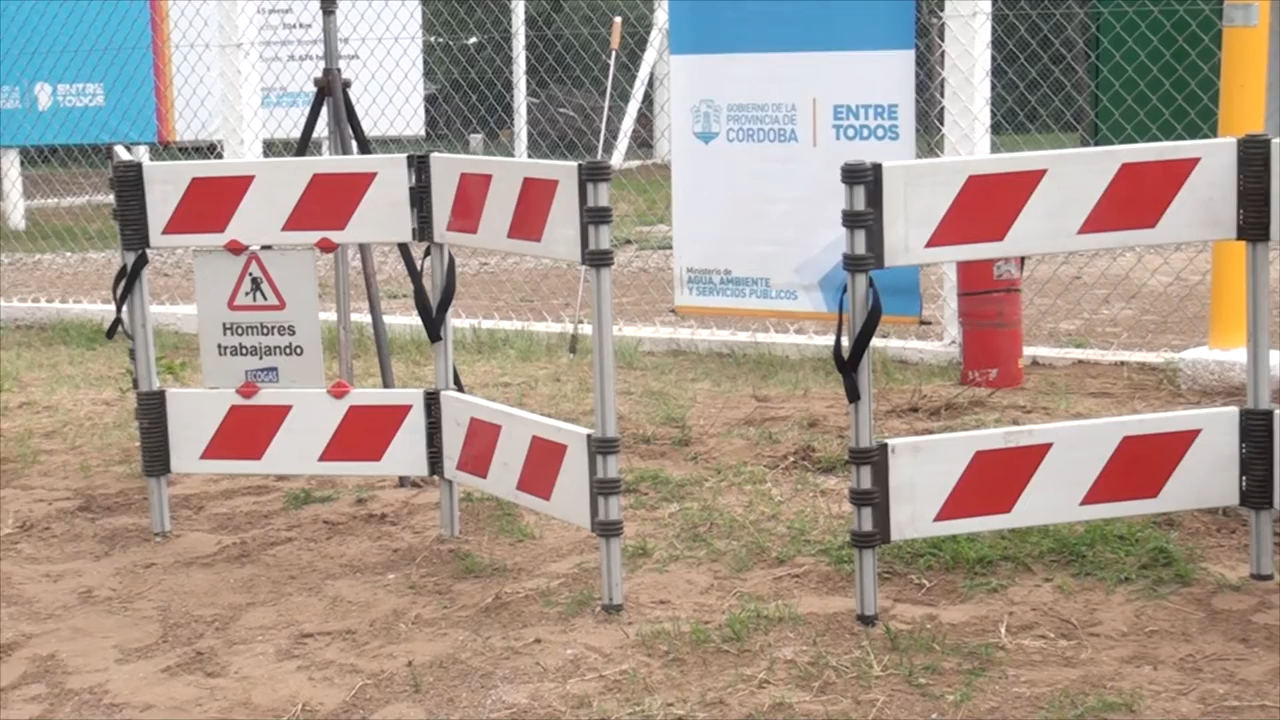 ENTRE
TODOS
GOBIERNO DE LA
PROVINCIA DE
CÓRDOBA
ENTRE
TODOS
Ministerio de
AGUA, AMBIENTE
Y SERVICIOS PÚBLICOS
Hombres
trabajando
ECOGAS